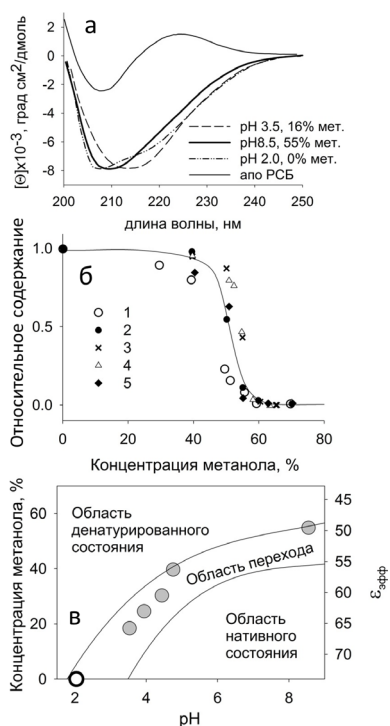 а
[Θ]x10-3, град см2/дмоль
2
0
-2
-4
-6
-8
pH 3.5, 16% мет.
pH8.5, 55% мет.
pH 2.0, 0% мет.
апо РСБ
200 210 220 230 240 250
длина волны, нм
б
Относительное содержание
1.0
0.5
0.0
1
2
3
4
5
0 20 40 60 80
Концентрация метанола, %
в
Концентрация метанола, %
60
40
20
0
Область
денатурированного
состояния
Область перехода
Область
нативного
состояния
45
50
55
60
65
70
εэфф
2 4 6 8
pH